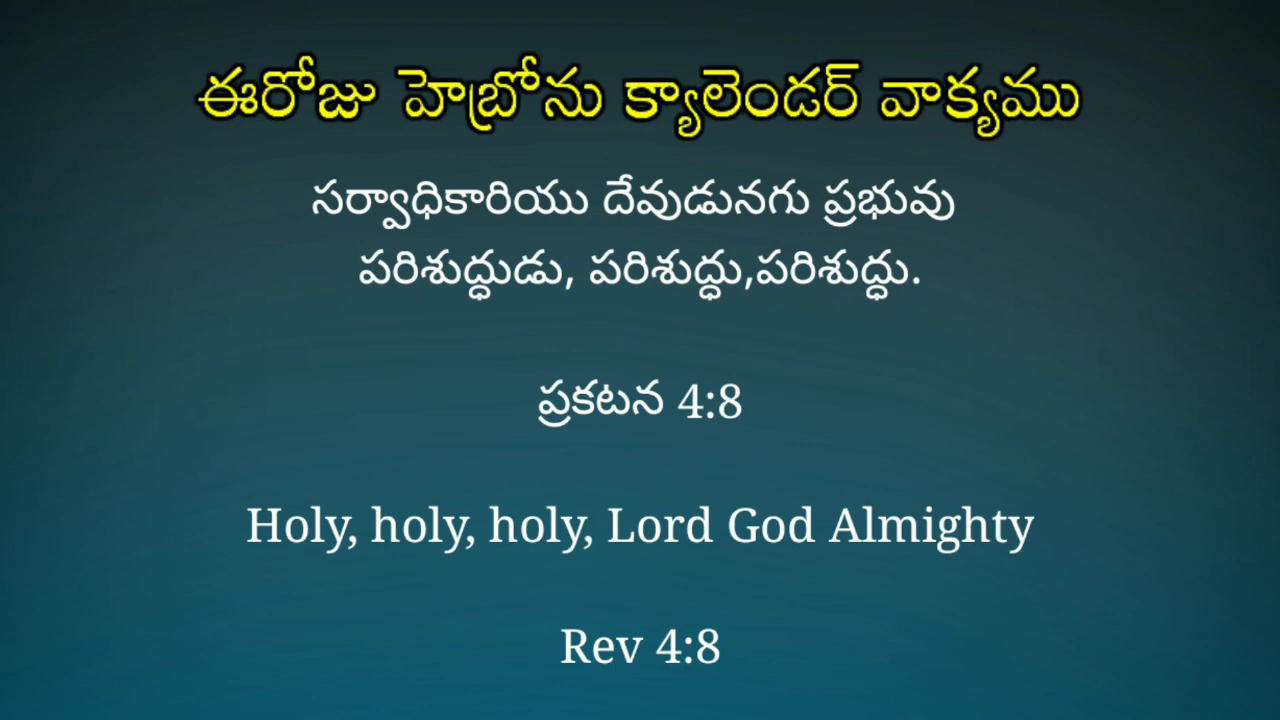 ఈరోజు హెబ్రోను క్యాలెండర్ వాక్యము
సర్వాధికారియు దేవుడునగు ప్రభువు
పరిశుద్ధుడు, పరిశుద్ధు,పరిశుద్ధు.
ప్రకటన 4:8
Holy, holy, holy, Lord God Almighty
Rev 4:8